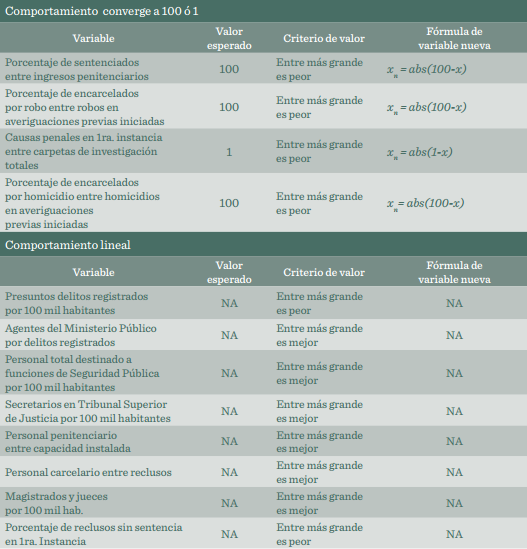 Comportamiento converge a 100 ó 1
Variable
Valor
esperado
Criterio de valor
Fórmula de
variable nueva
Porcentaje de sentenciados
entre ingresos penitenciarios
100
Entre más grande
es peor
xn = abs(100-x)
Porcentaje de encarcelados
por robo entre robos en
averiguaciones previas iniciadas
100
Entre más grande
es peor
xn = abs(100-x)
Causas penales en 1ra. instancia
entre carpetas de investigación
totales
1
Entre más grande
es peor
xn = abs(1-x)
Porcentaje de encarcelados
por homicidio entre homicidios
en averiguaciones
previas iniciadas
100
Entre más grande
es peor
xn = abs(100-x)
Comportamiento lineal
Variable
Valor
esperado
Criterio de valor
Fórmula de
variable nueva
Presuntos delitos registrados
por 100 mil habitantes
NA
Entre más grande
es peor
NA
Agentes del Ministerio Público
por delitos registrados
NA
Entre más grande
es mejor
NA
Personal total destinado a
funciones de Seguridad Pública
por 100 mil habitantes
NA
Entre más grande
es mejor
NA
Secretarios en Tribunal Superior
de Justicia por 100 mil habitantes
NA
Entre más grande
es mejor
NA
Personal penitenciario
entre capacidad instalada
NA
Entre más grande
es mejor
NA
Personal carcelario entre reclusos
NA
Entre más grande
es mejor
NA
Magistrados y jueces
por 100 mil hab.
NA
Entre más grande
es mejor
NA
Porcentaje de reclusos sin sentencia
en 1ra. Instancia
NA
Entre más grande
es peor
NA